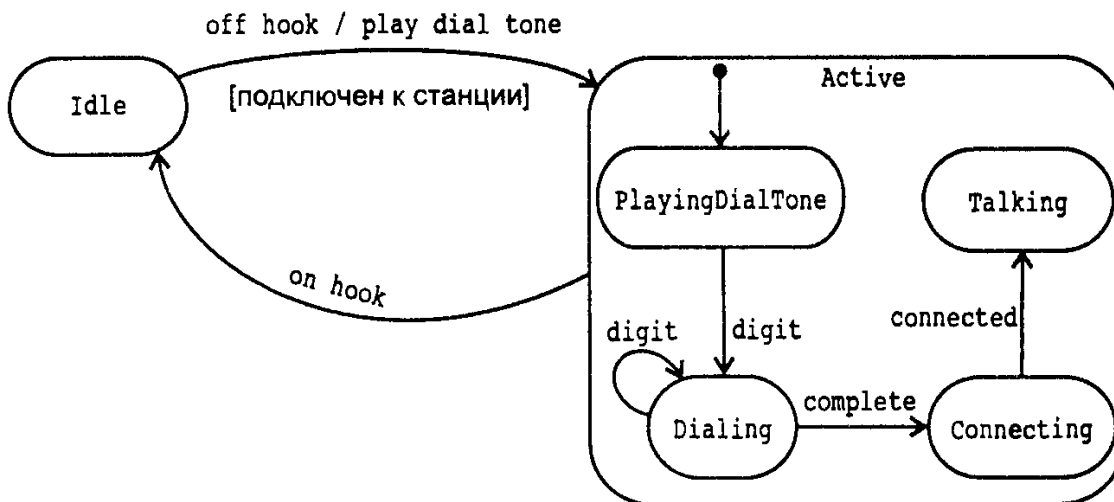 off hook / play dial tone
Active
Idle
[подключен к станции]
PlayingDialTone
Talking
on hook
digit
digit
connected
complete
Dialing
Connecting